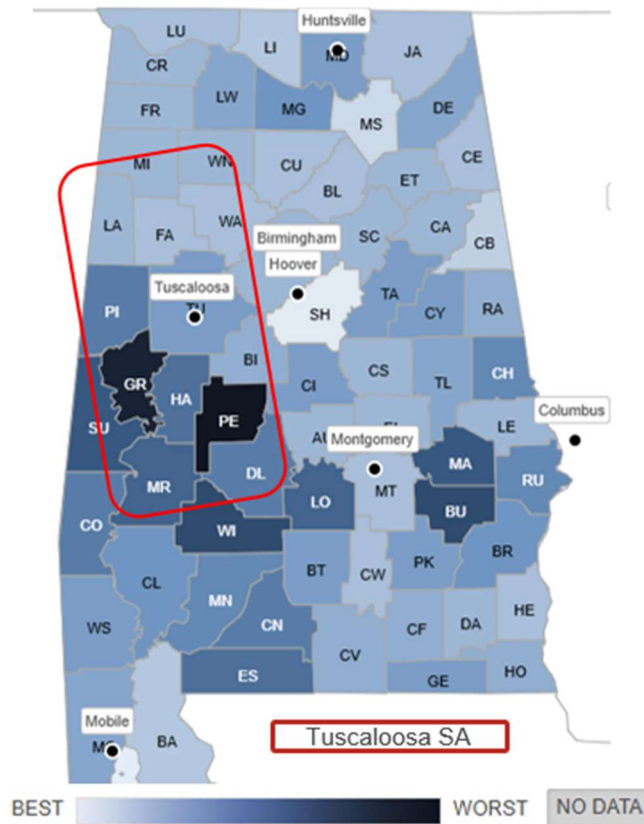 Huntsville
LU
LI
MD
JA
CR
LW
MG
DE
FR
MS
CE
MI
WN
CU
ET
BL
LA
FA
WA
SC
CA
CB
Birmingham
Hoover
Tuscaloosa
PI
TU
SH
TA
CY
RA
BI
GR
HA
CI
CS
TL
CH
SU
PE
AU
LE
Columbus
Montgomery
MR
DL
LO
MT
MA
RU
CO
WI
BU
CL
MN
BT
CW
PK
BR
WS
CN
CF
DA
HE
ES
CV
GE
HO
Mobile
BA
Tuscaloosa SA
BEST
WORST
NO DATA